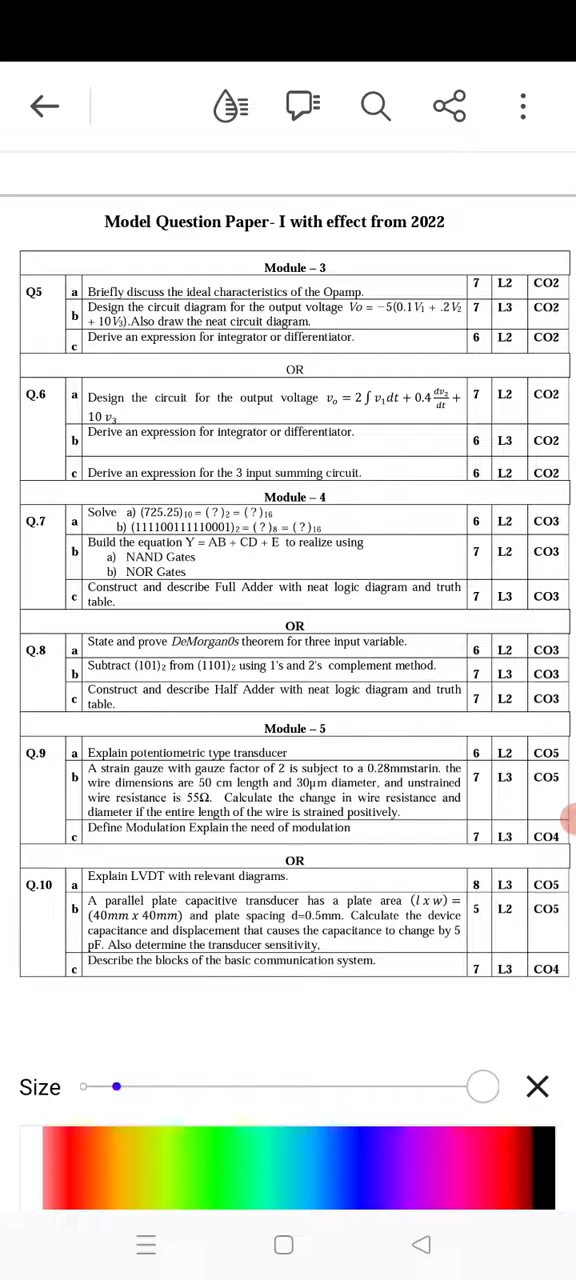 Model Question Paper- I with effect from 2022
Module – 3
Q5 a Briefly discuss the ideal characteristics of the Opamp. 7 L2 CO2
b Design the circuit diagram for the output voltage Vo = −5(0.1V₁ + .2V₂ 7 L3 CO2
+ 10V₃).Also draw the neat circuit diagram.
c Derive an expression for integrator or differentiator. 6 L2 CO2
OR
Q.6 a Design the circuit for the output voltage vₒ = 2 ∫ v₁dt + 0.4 dv₂/dt + 7 L2 CO2
10 v₃
b Derive an expression for integrator or differentiator. 6 L3 CO2
c Derive an expression for the 3 input summing circuit. 6 L2 CO2
Module – 4
Q.7 a Solve a) (725.25)₁₀ = ( ? )₂ = ( ? )₁₆ 6 L2 CO3
b) (111100111110001)₂ = ( ? )₈ = ( ? )₁₆
b Build the equation Y = AB + CD + E to realize using 7 L2 CO3
a) NAND Gates
b) NOR Gates
c Construct and describe Full Adder with neat logic diagram and truth 7 L3 CO3
table.
OR
Q.8 a State and prove DeMorgan0s theorem for three input variable. 6 L2 CO3
b Subtract (101)₂ from (1101)₂ using 1's and 2's complement method. 7 L3 CO3
c Construct and describe Half Adder with neat logic diagram and truth 7 L2 CO3
table.
Module – 5
Q.9 a Explain potentiometric type transducer 6 L2 CO5
b A strain gauze with gauze factor of 2 is subject to a 0.28mmstarin. the 7 L3 CO5
wire dimensions are 50 cm length and 30μm diameter, and unstrained
wire resistance is 55Ω. Calculate the change in wire resistance and
diameter if the entire length of the wire is strained positively.
c Define Modulation Explain the need of modulation 7 L3 CO4
OR
Q.10 a Explain LVDT with relevant diagrams. 8 L3 CO5
b A parallel plate capacitive transducer has a plate area (l x w) = 5 L2 CO5
(40mm x 40mm) and plate spacing d=0.5mm. Calculate the device
capacitance and displacement that causes the capacitance to change by 5
pF. Also determine the transducer sensitivity,
c Describe the blocks of the basic communication system. 7 L3 CO4
Size